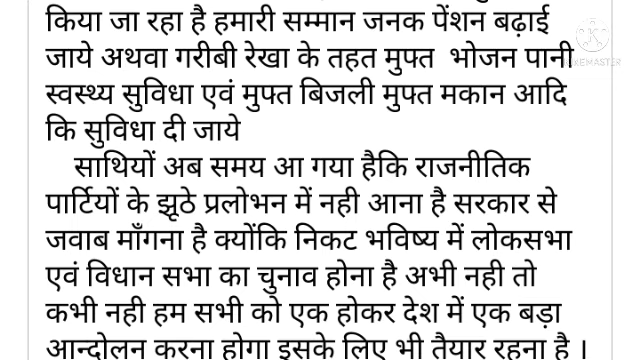 किया जा रहा है हमारी सम्मान जनक पेंशन बढ़ाई
जाये अथवा गरीबी रेखा के तहत मुफ्त भोजन पानी
स्वस्थ्य सुविधा एवं मुफ्त बिजली मुफ्त मकान आदि
कि सुविधा दी जाये
साथियों अब समय आ गया हैकि राजनीतिक
पार्टियों के झूठे प्रलोभन में नही आना है सरकार से
जवाब माँगना है क्योंकि निकट भविष्य में लोकसभा
एवं विधान सभा का चुनाव होना है अभी नही तो
कभी नही हम सभी को एक होकर देश में एक बड़ा
आन्दोलन करना होगा इसके लिए भी तैयार रहना है ।